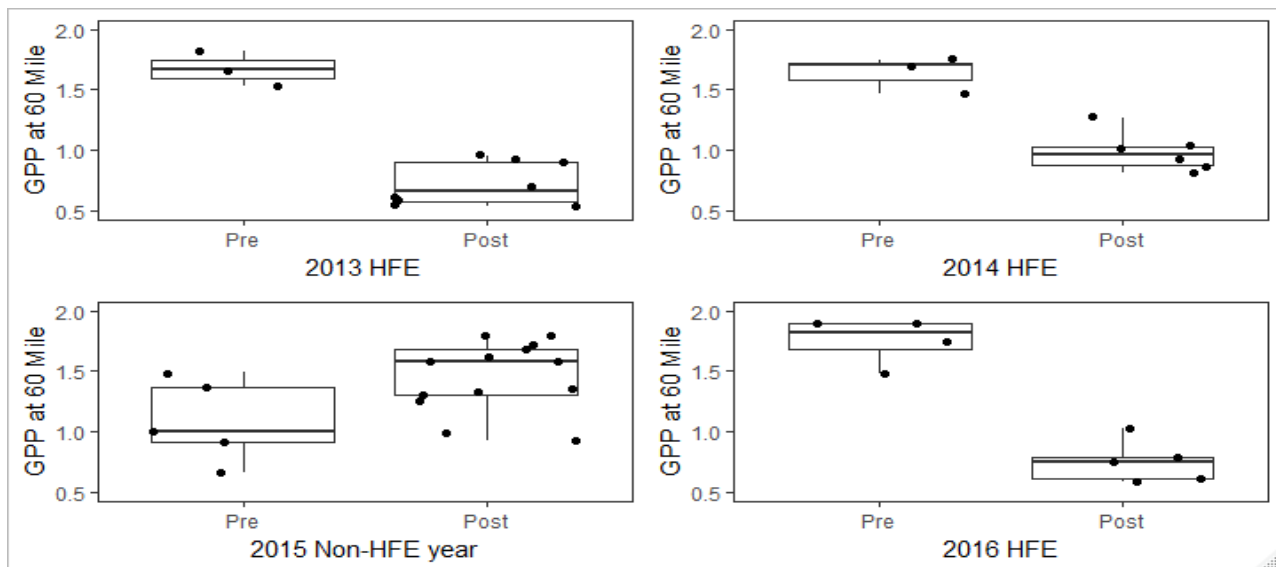 GPP at 60 Mile
2.0
1.5
1.0
0.5
Pre
Post
2013 HFE
GPP at 60 Mile
2.0
1.5
1.0
0.5
Pre
Post
2014 HFE
GPP at 60 Mile
2.0
1.5
1.0
0.5
Pre
Post
2015 Non-HFE year
GPP at 60 Mile
2.0
1.5
1.0
0.5
Pre
Post
2016 HFE